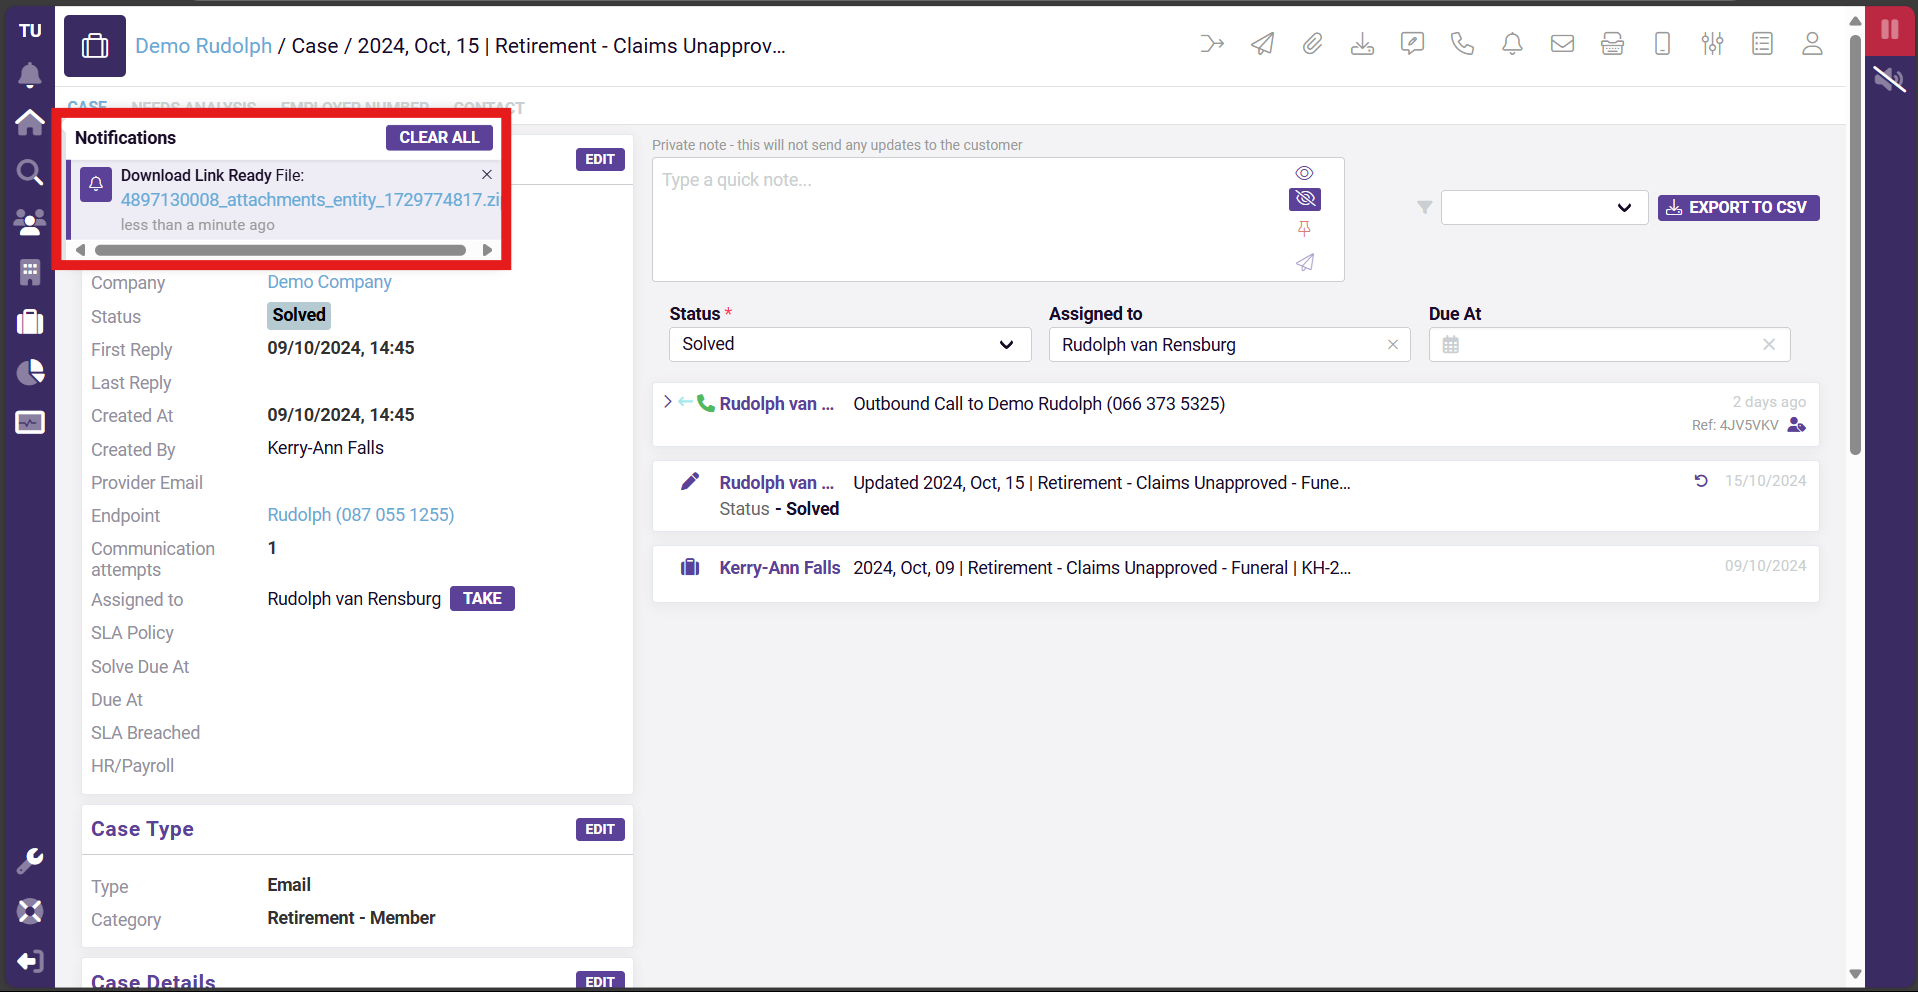 TU
Demo Rudolph / Case / 2024, Oct, 15 | Retirement - Claims Unapprov...
CASE NEEDS ANALYSIS EMPLOYER NUMBER CONTACT
Notifications
CLEAR ALL
Download Link Ready File:
4897130008_attachments_entity_1729774817.zi
less than a minute ago
EDIT
Company Demo Company
Status Solved
First Reply 09/10/2024, 14:45
Last Reply
Created At 09/10/2024, 14:45
Created By Kerry-Ann Falls
Provider Email
Endpoint Rudolph (087 055 1255)
Communication attempts 1
Assigned to Rudolph van Rensburg TAKE
SLA Policy
Solve Due At
Due At
SLA Breached
HR/Payroll
Case Type EDIT
Type Email
Category Retirement - Member
Case Details EDIT
Private note - this will not send any updates to the customer
Type a quick note...
EXPORT TO CSV
Status * Assigned to Due At
Solved Rudolph van Rensburg
Rudolph van ... Outbound Call to Demo Rudolph (066 373 5325) 2 days ago
Ref: 4JV5VKV
Rudolph van ... Updated 2024, Oct, 15 | Retirement - Claims Unapproved - Fune... 15/10/2024
Status - Solved
Kerry-Ann Falls 2024, Oct, 09 | Retirement - Claims Unapproved - Funeral | KH-2... 09/10/2024